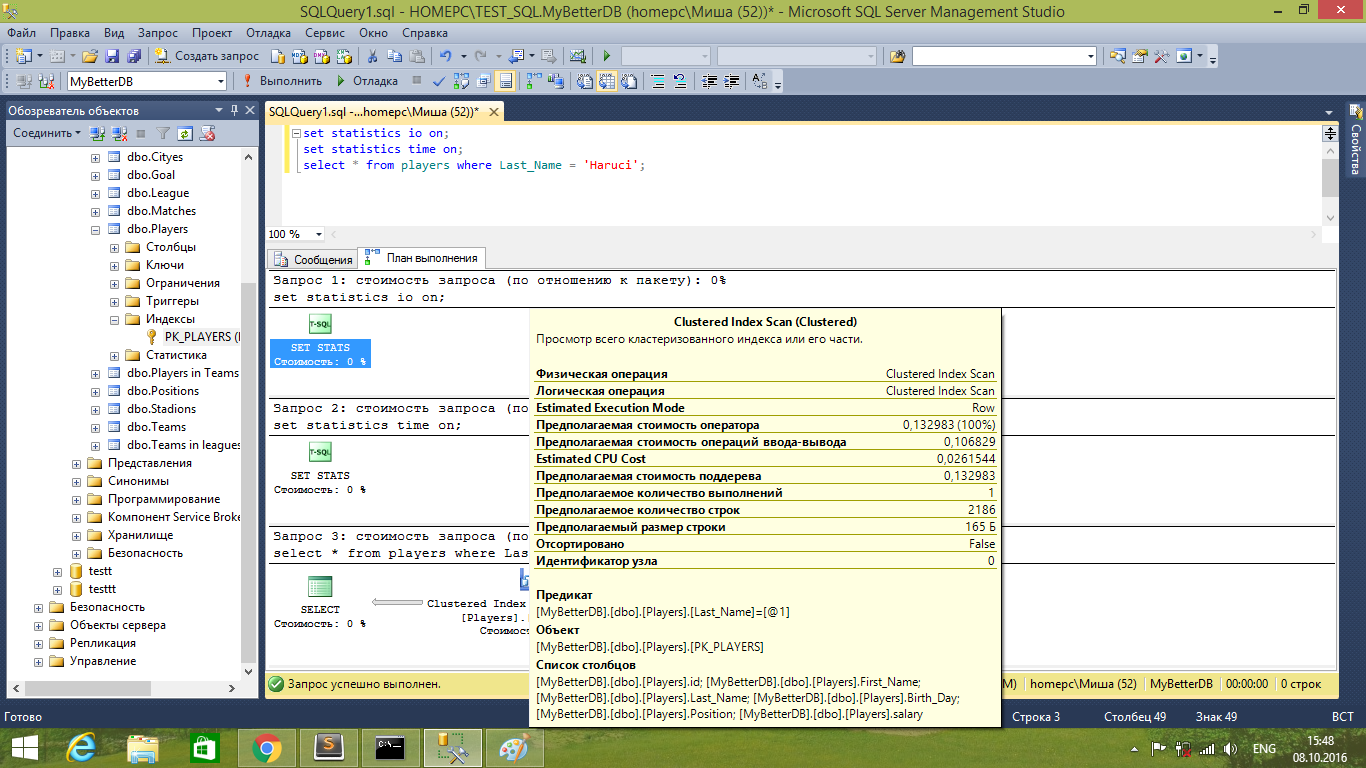 SQLQuery1.sql - HOMEPC\TEST_SQL.MyBetterDB (homepc\Миша (52))* - Microsoft SQL Server Management Studio
Файл Правка Вид Запрос Проект Отладка Сервис Окно Справка
Создать запрос
MyBetterDB Выполнить Отладка
Обозреватель объектов
Соединить
dbo.Cityes
dbo.Goal
dbo.League
dbo.Matches
dbo.Players
Столбцы
Ключи
Ограничения
Триггеры
Индексы
PK_PLAYERS (
Статистика
dbo.Players in Teams
dbo.Positions
dbo.Stadions
dbo.Teams
dbo.Teams in leagues
Представления
Синонимы
Программирование
Компонент Service Broke
Хранилище
Безопасность
testt
testtt
Безопасность
Объекты сервера
Репликация
Управление
SQLQuery1.sql -...homepc\Миша (52))*
set statistics io on;
set statistics time on;
select * from players where Last_Name = 'Haruci';
100 %
Сообщения План выполнения
Запрос 1: стоимость запроса (по отношению к пакету): 0%
set statistics io on;
T-SQL
SET STATS
Стоимость: 0 %
Запрос 2: стоимость запроса (по
set statistics time on;
T-SQL
SET STATS
Стоимость: 0 %
Запрос 3: стоимость запроса (по
select * from players where Las
SELECT
Стоимость: 0 %
Clustered Index
[Players].
Стоимос
Clustered Index Scan (Clustered)
Просмотр всего кластеризованного индекса или его части.
Физическая операция Clustered Index Scan
Логическая операция Clustered Index Scan
Estimated Execution Mode Row
Предполагаемая стоимость оператора 0,132983 (100%)
Предполагаемая стоимость операций ввода-вывода 0,106829
Estimated CPU Cost 0,0261544
Предполагаемая стоимость поддерева 0,132983
Предполагаемое количество выполнений 1
Предполагаемое количество строк 2186
Предполагаемый размер строки 165 Б
Отсортировано False
Идентификатор узла 0
Предикат
[MyBetterDB].[dbo].[Players].[Last_Name]=[@1]
Объект
[MyBetterDB].[dbo].[Players].[PK_PLAYERS]
Список столбцов
[MyBetterDB].[dbo].[Players].id; [MyBetterDB].[dbo].[Players].First_Name;
[MyBetterDB].[dbo].[Players].Last_Name; [MyBetterDB].[dbo].[Players].Birth_Day;
[MyBetterDB].[dbo].[Players].Position; [MyBetterDB].[dbo].[Players].salary
Свойства
Запрос успешно выполнен. M) homepc\Миша (52) MyBetterDB 00:00:00 0 строк
Готово Строка 3 Столбец 49 Знак 49 ВСТ
ENG
15:48
08.10.2016